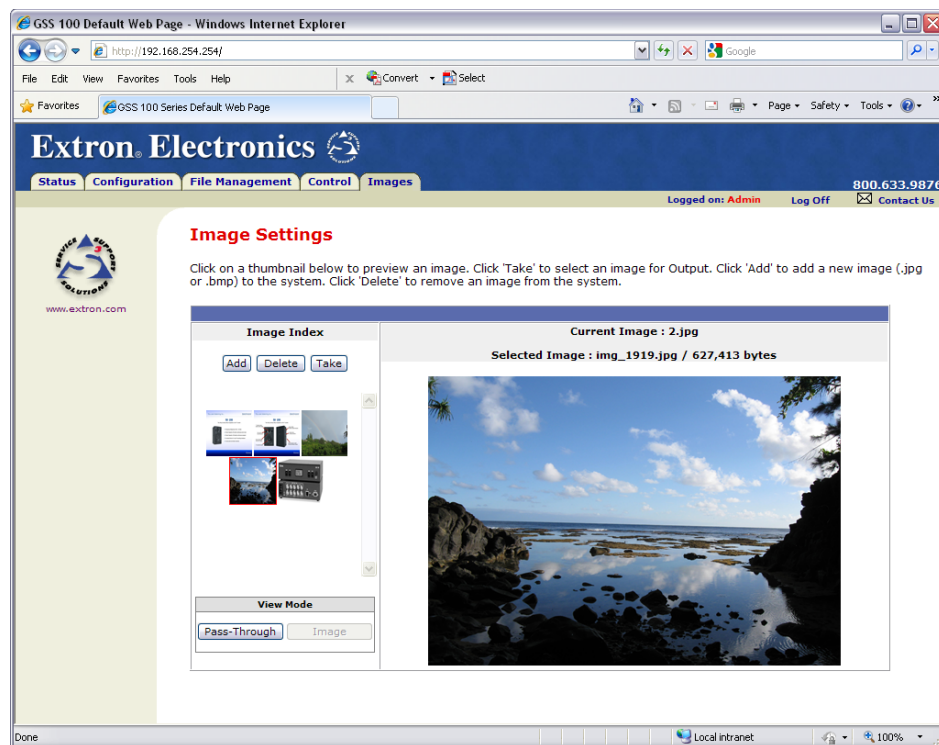 GSS 100 Default Web Page - Windows Internet Explorer
http://192.168.254.254/
Google
File Edit View Favorites Tools Help
x Convert Select
Favorites
GSS 100 Series Default Web Page
Page Safety Tools
»
Extron® Electronics
Status Configuration File Management Control Images
800.633.9876
Logged on: Admin Log Off Contact Us
SERVICE SUPPORT SOLUTIONS
3
www.extron.com
Image Settings
Click on a thumbnail below to preview an image. Click 'Take' to select an image for Output. Click 'Add' to add a new image (.jpg
or .bmp) to the system. Click 'Delete' to remove an image from the system.
Image Index
Add Delete Take
Current Image : 2.jpg
Selected Image : img_1919.jpg / 627,413 bytes
View Mode
Pass-Through Image
Done
Local intranet
100%